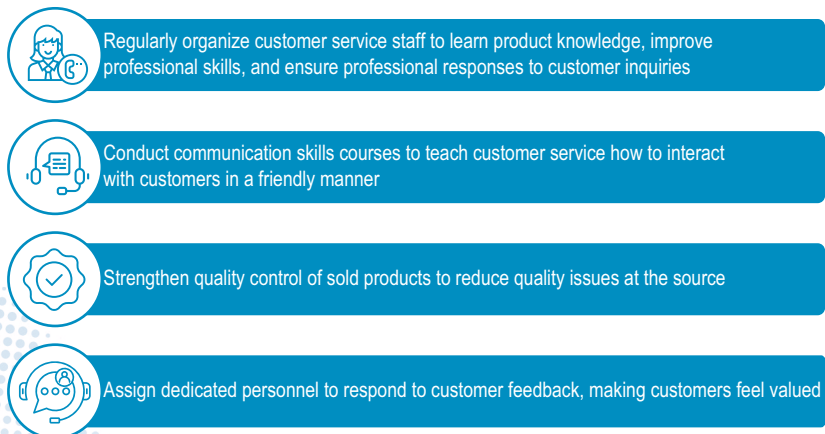 Regularly organize customer service staff to learn product knowledge, improve
professional skills, and ensure professional responses to customer inquiries
Conduct communication skills courses to teach customer service how to interact
with customers in a friendly manner
Strengthen quality control of sold products to reduce quality issues at the source
Assign dedicated personnel to respond to customer feedback, making customers feel valued